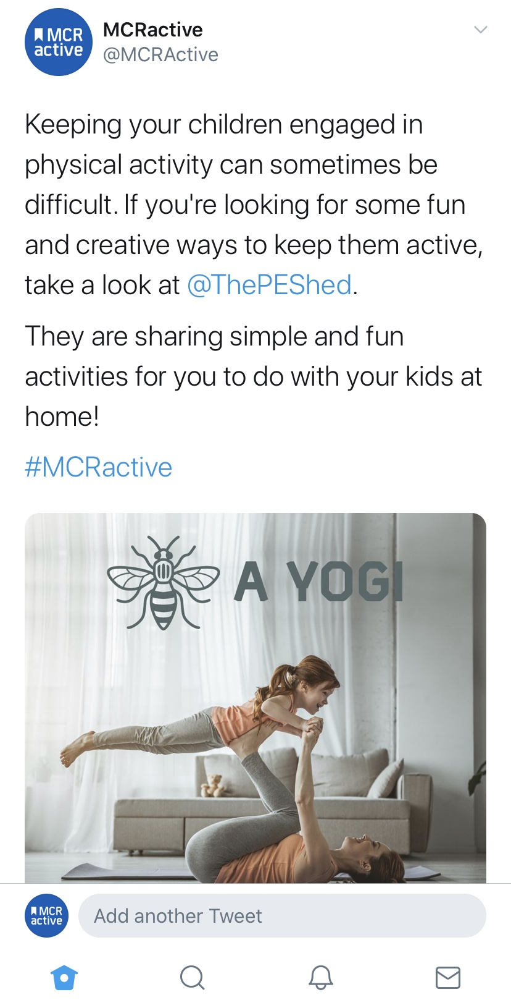 MCR
active
MCRactive
@MCRActive
Keeping your children engaged in
physical activity can sometimes be
difficult. If you're looking for some fun
and creative ways to keep them active,
take a look at @ThePEShed.
They are sharing simple and fun
activities for you to do with your kids at
home!
#MCRactive
A YOGI
MCR
active
Add another Tweet